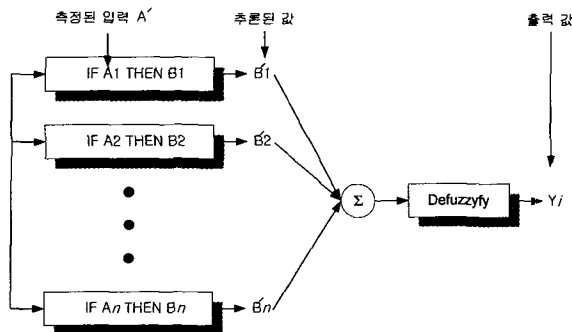 측정된 입력 A′
추론된 값
출력 값
IF A1 THEN B1
B′1
IF A2 THEN B2
B′2
Σ
Defuzzyfy
Yi
IF An THEN Bn
B′n